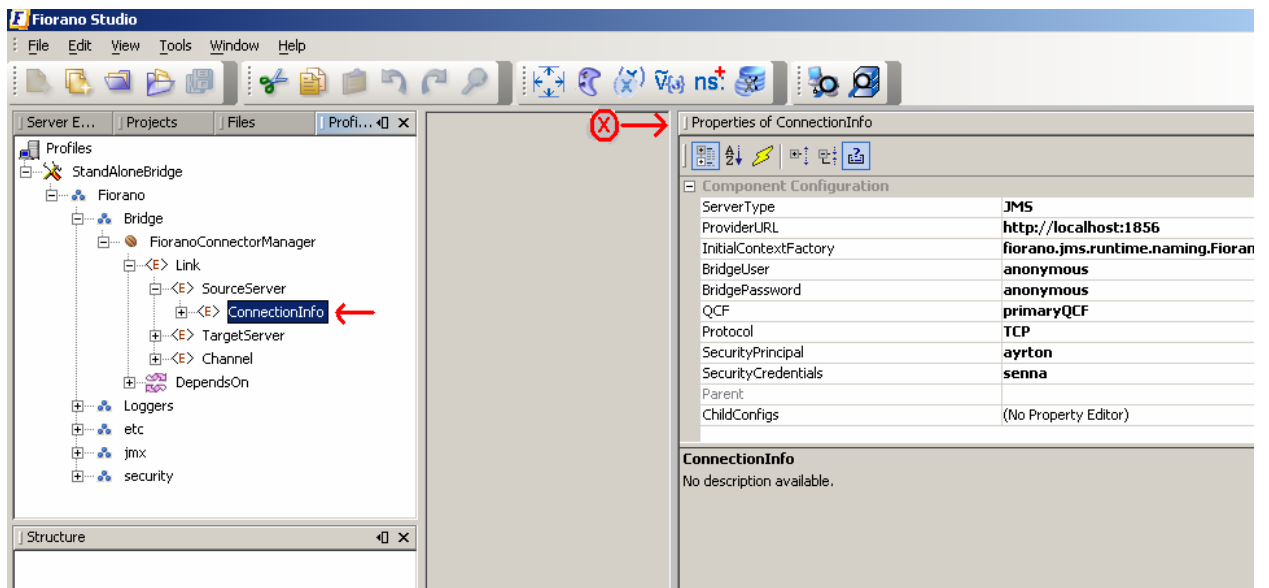 Fiorano Studio
File Edit View Tools Window Help
ns:
Server E... Projects Files Profi...
Profiles
StandAloneBridge
Fiorano
Bridge
FioranoConnectorManager
<E> Link
<E> SourceServer
<E> ConnectionInfo
<E> TargetServer
<E> Channel
DependsOn
Loggers
etc
jmx
security
Structure
X
Properties of ConnectionInfo
Component Configuration
ServerType JMS
ProviderURL http://localhost:1856
InitialContextFactory fiorano.jms.runtime.naming.Fioran
BridgeUser anonymous
BridgePassword anonymous
QCF primaryQCF
Protocol TCP
SecurityPrincipal ayrton
SecurityCredentials senna
Parent
ChildConfigs (No Property Editor)
ConnectionInfo
No description available.